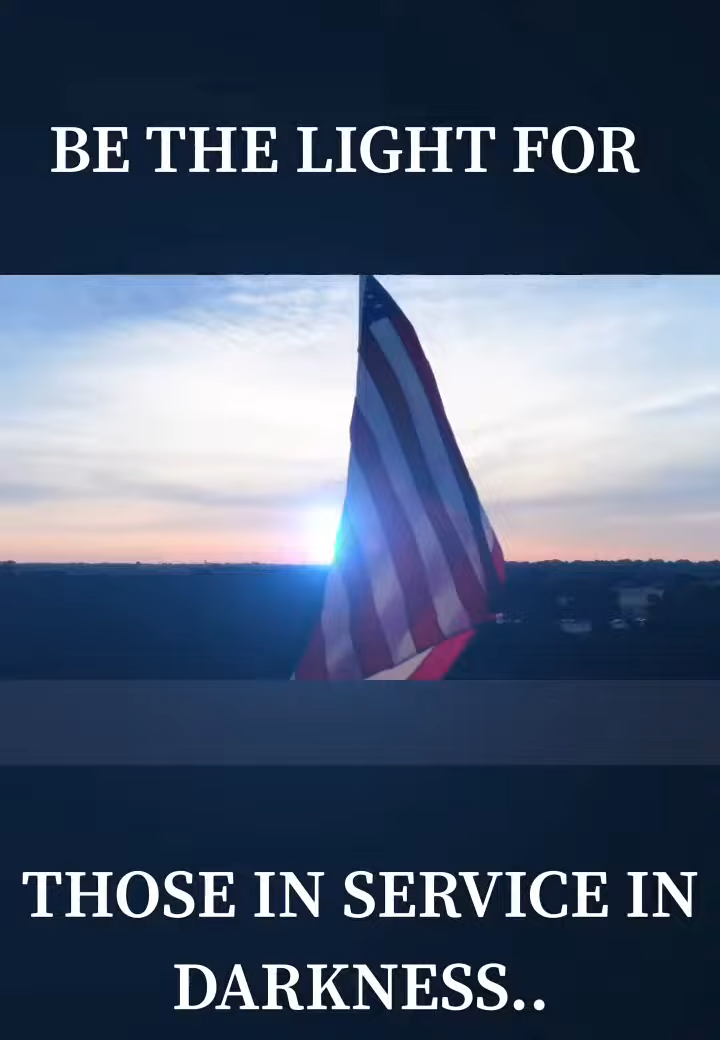 BE THE LIGHT FOR
THOSE IN SERVICE IN
DARKNESS..